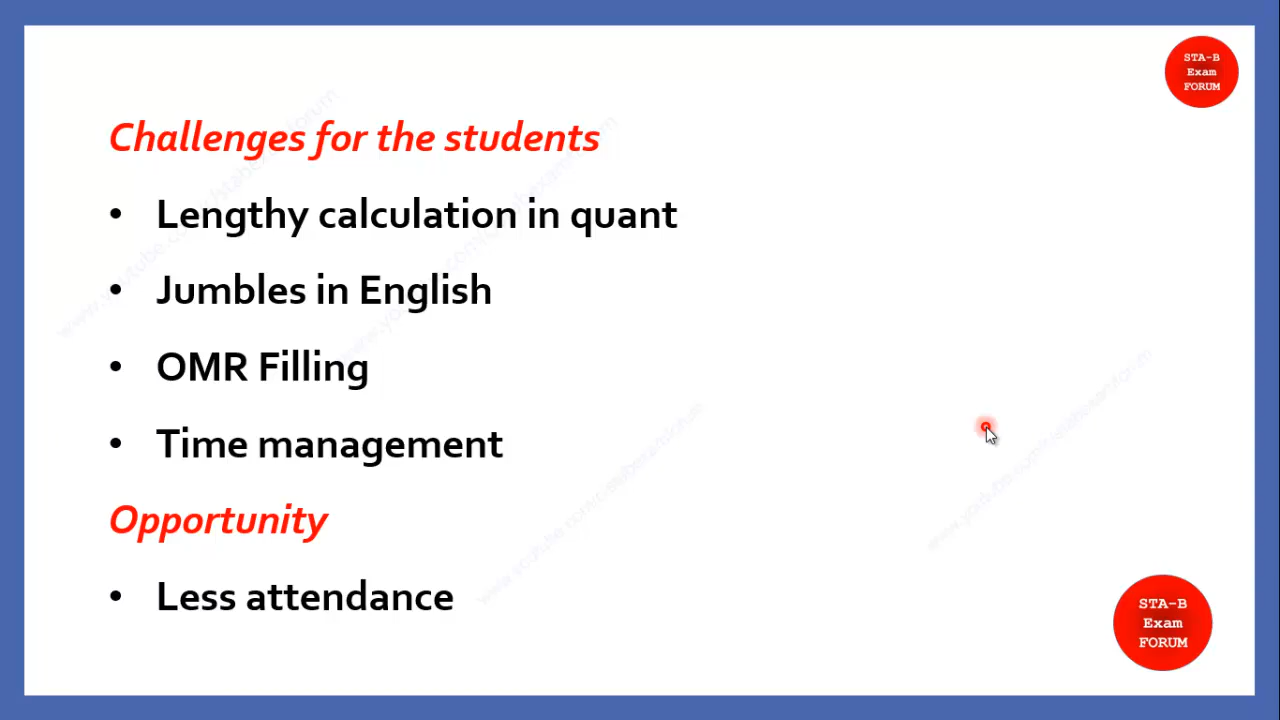 STA-B
Exam
FORUM
Challenges for the students
• Lengthy calculation in quant
• Jumbles in English
• OMR Filling
• Time management
Opportunity
• Less attendance
STA-B
Exam
FORUM